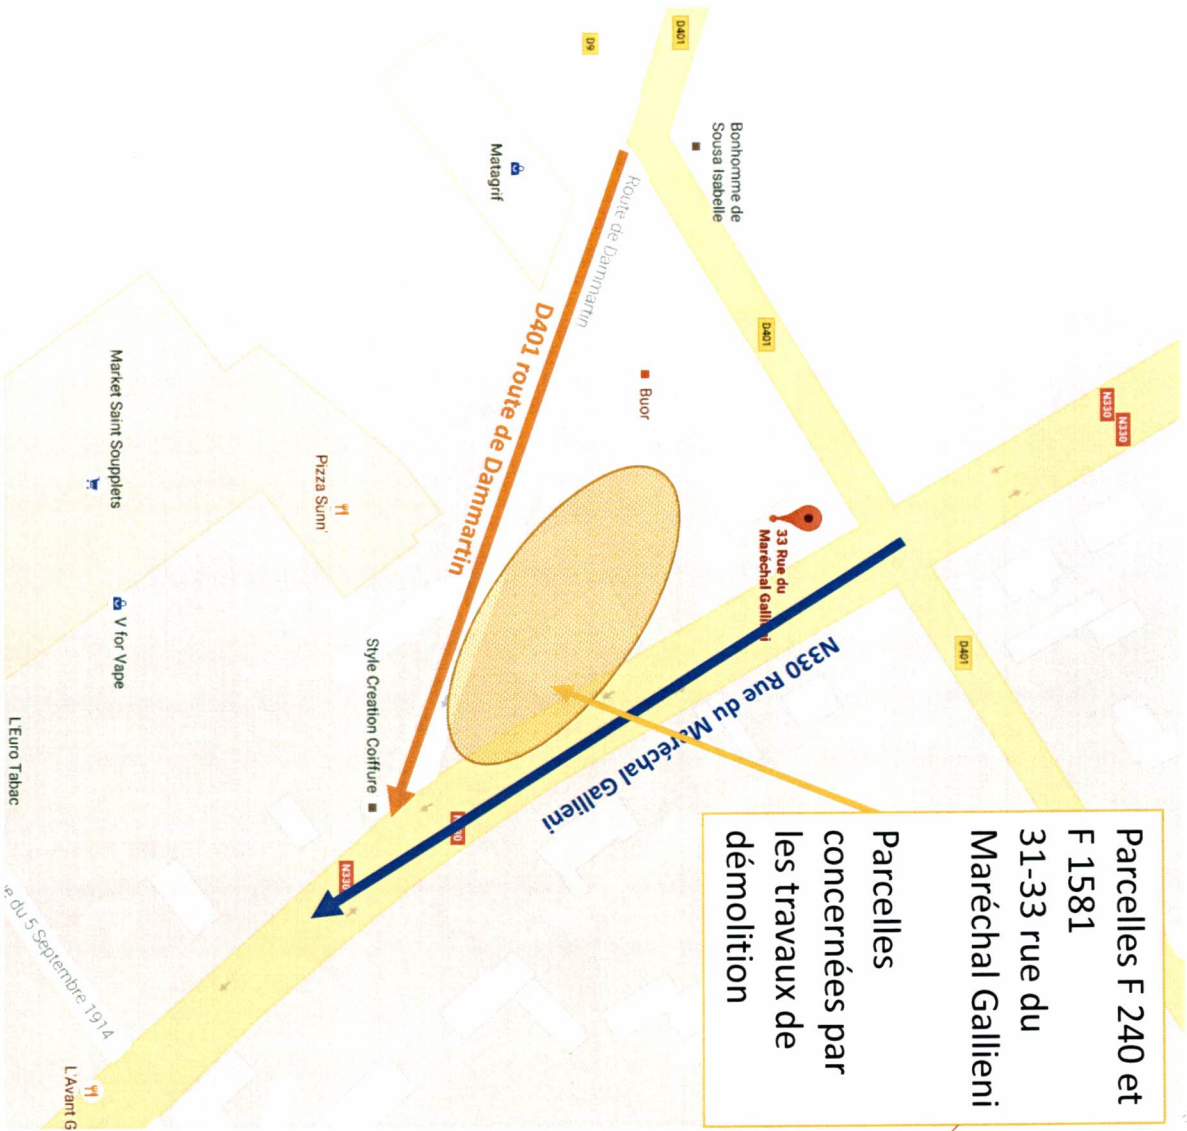 Parcelles F 240 et
F 1581
31-33 rue du
Maréchal Gallieni
Parcelles
concernées par
les travaux de
démolition
N330
N330
D401
33 Rue du
Maréchal Gallieni
N330 Rue du Maréchal Gallieni
D401
Bonhomme de
Sousa Isabelle
D401
Buor
Route de Dammartin
D9
D401 route de Dammartin
Matagrif
N330
N330
Style Creation Coiffure
Pizza Sunn'
Market Saint Soupplets
V for Vape
du 5 Septembre 1914
L'Avant G
L'Euro Tabac